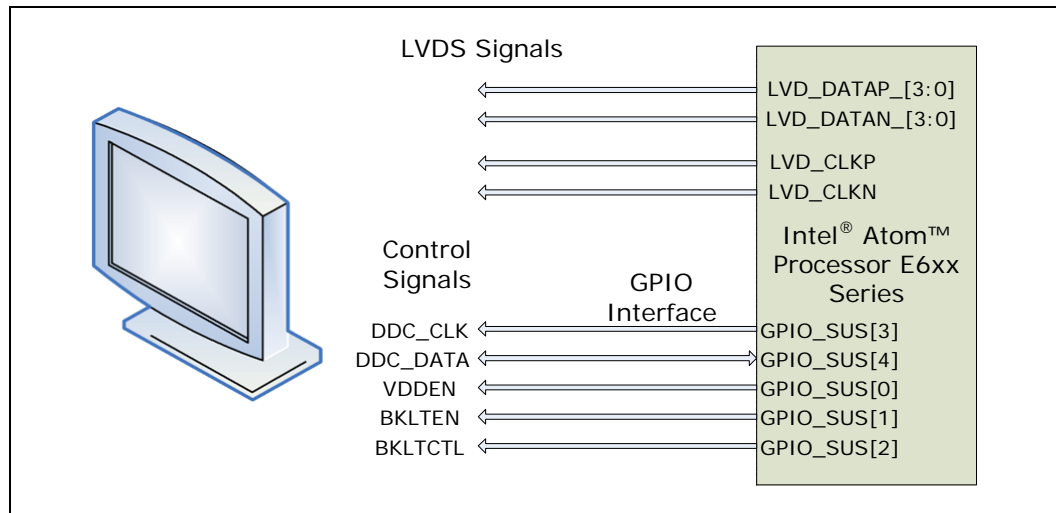 LVDS Signals
LVD_DATAP_[3:0]
LVD_DATAN_[3:0]
LVD_CLKP
LVD_CLKN
Intel® Atom™
Processor E6xx
Series
Control
Signals
GPIO
Interface
DDC_CLK
GPIO_SUS[3]
DDC_DATA
GPIO_SUS[4]
VDDEN
GPIO_SUS[0]
BKLTEN
GPIO_SUS[1]
BKLTCTL
GPIO_SUS[2]